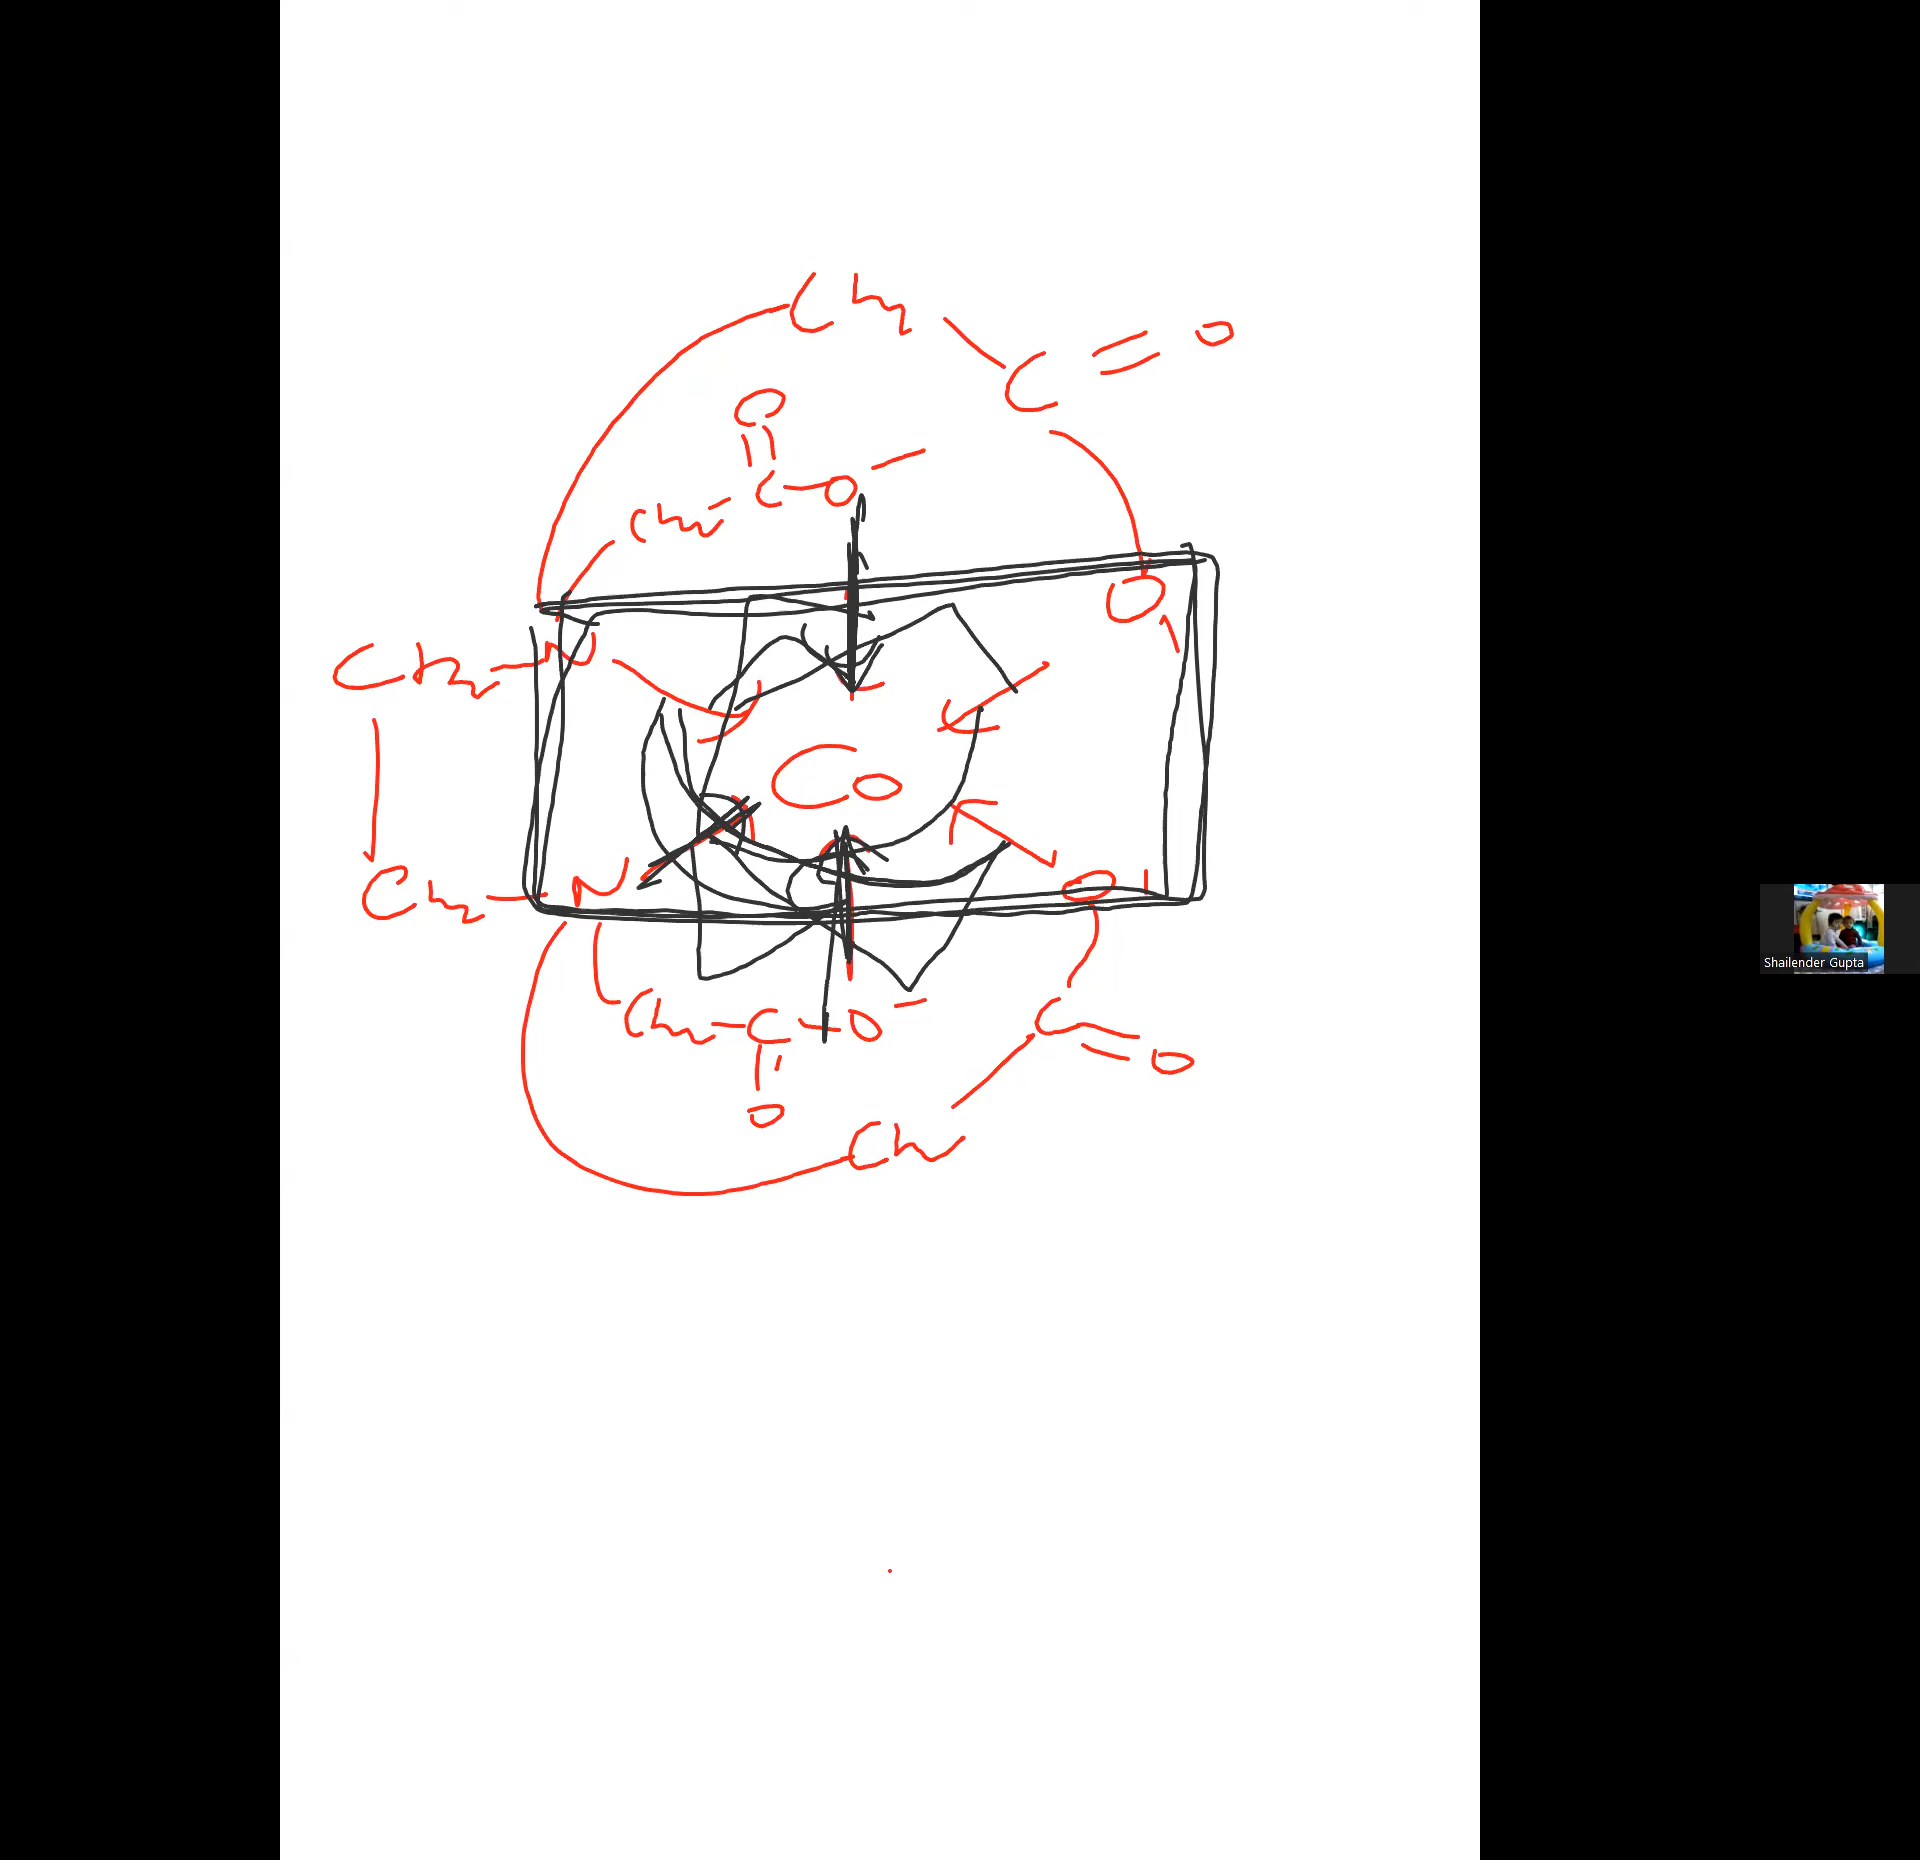 CH2
C = O
O
CH2 - C - O -
O
CH2 - N
Co
CH2 - N
O -
CH2 - C - O -
C = O
O
CH2
Shailender Gupta